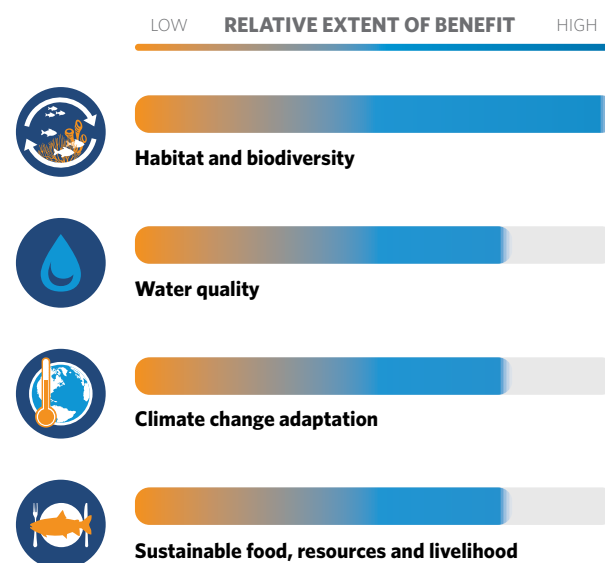 LOW RELATIVE EXTENT OF BENEFIT HIGH
Habitat and biodiversity
Water quality
Climate change adaptation
Sustainable food, resources and livelihood